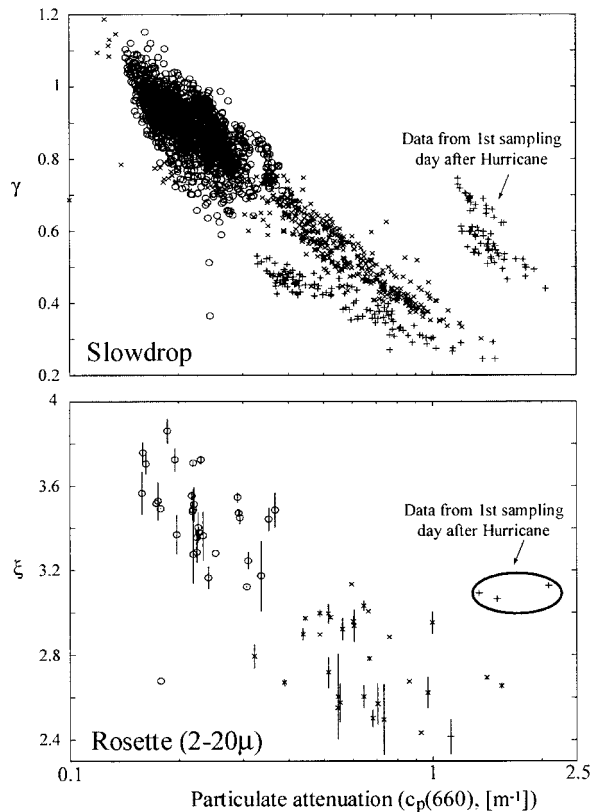 1.2
1
0.8
γ
0.6
0.4
0.2
Data from 1st sampling
day after Hurricane
Slowdrop
4
3.6
3.2
ξ
2.8
2.4
Data from 1st sampling
day after Hurricane
Rosette (2-20μ)
0.1
1
2.5
Particulate attenuation (cp(660), [m-1])